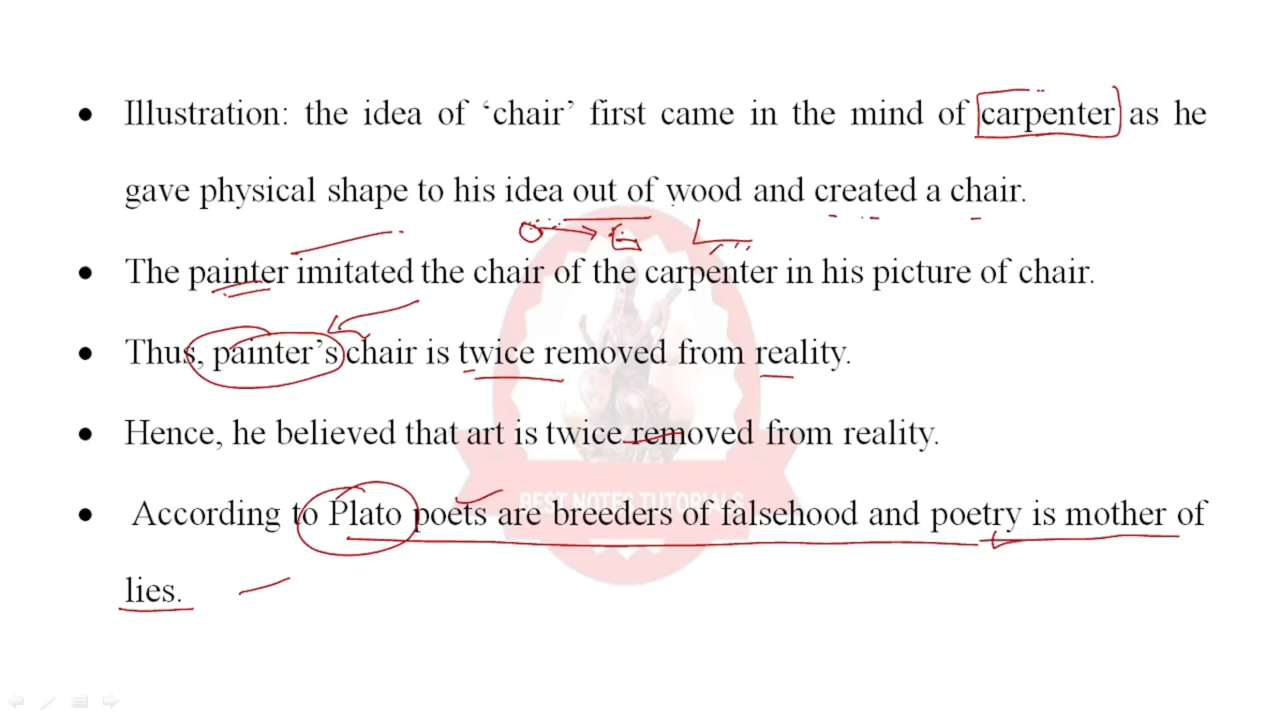 • Illustration: the idea of ‘chair’ first came in the mind of carpenter as he
gave physical shape to his idea out of wood and created a chair.
• The painter imitated the chair of the carpenter in his picture of chair.
• Thus, painter’s chair is twice removed from reality.
• Hence, he believed that art is twice removed from reality.
• According to Plato poets are breeders of falsehood and poetry is mother of
lies.
BEST NOTES TUTORIALS